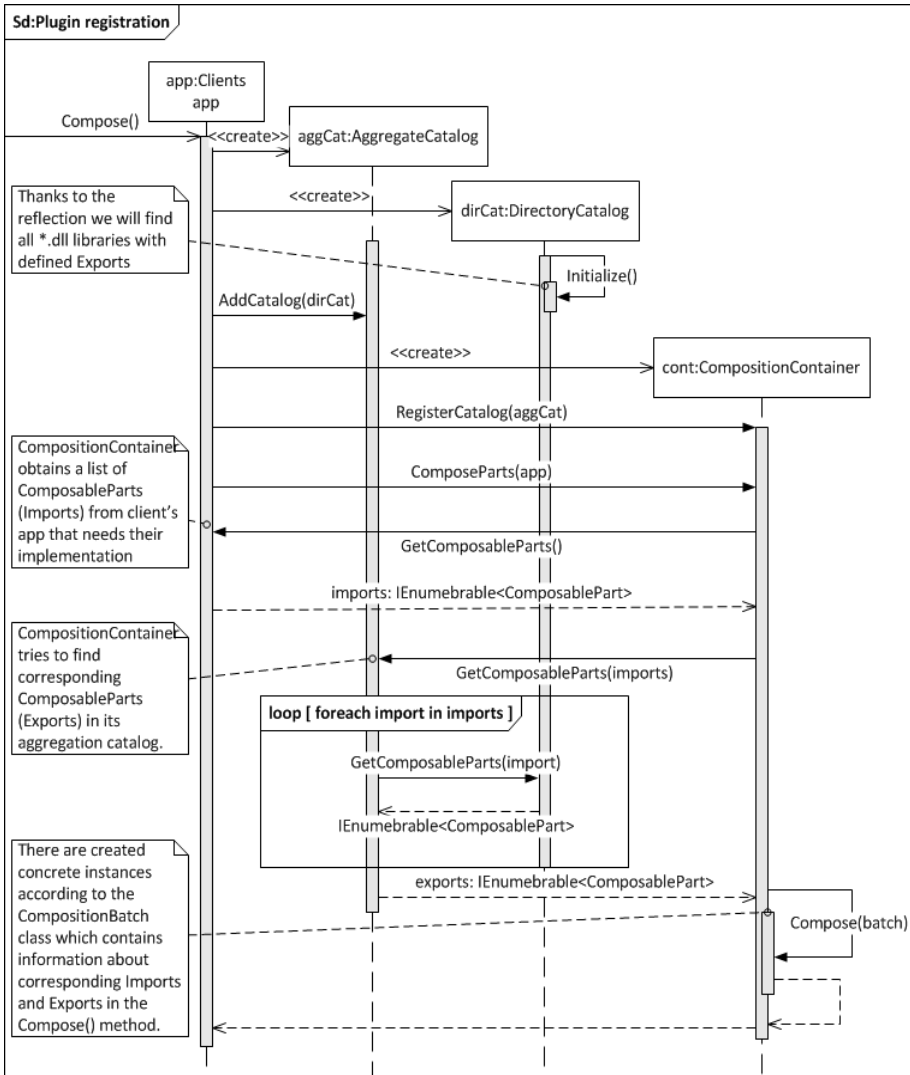 Sd:Plugin registration
app:Clients
app
Compose()
<<create>>
aggCat:AggregateCatalog
Thanks to the
reflection we will find
all *.dll libraries with
defined Exports
<<create>>
dirCat:DirectoryCatalog
Initialize()
AddCatalog(dirCat)
<<create>>
cont:CompositionContainer
RegisterCatalog(aggCat)
CompositionContainer
obtains a list of
ComposableParts
(Imports) from client's
app that needs their
implementation
ComposeParts(app)
GetComposableParts()
imports: IEnumebrable<ComposablePart>
CompositionContainer
tries to find
corresponding
ComposableParts
(Exports) in its
aggregation catalog.
GetComposableParts(imports)
loop [ foreach import in imports ]
GetComposableParts(import)
IEnumebrable<ComposablePart>
There are created
concrete instances
according to the
CompositionBatch
class which contains
information about
corresponding Imports
and Exports in the
Compose() method.
exports: IEnumebrable<ComposablePart>
Compose(batch)